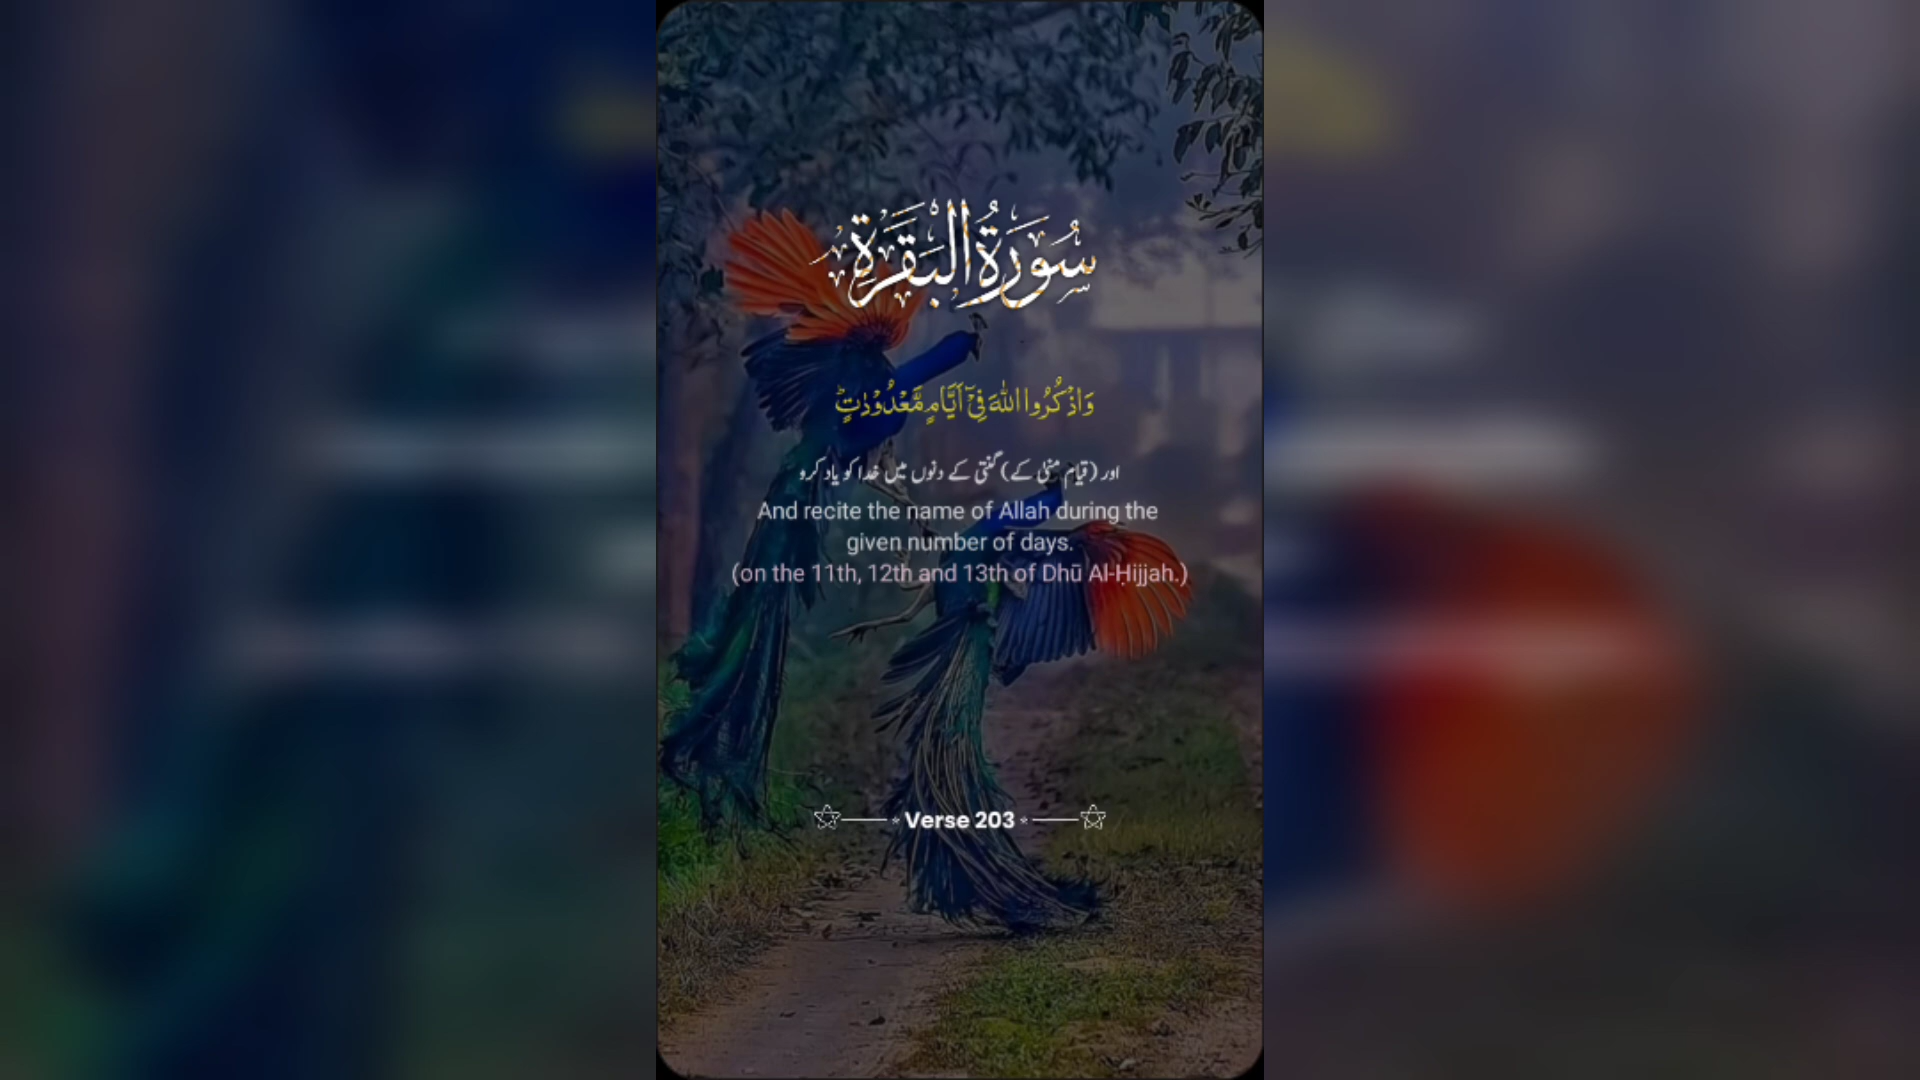 سُورَةُ الْبَقَرَةِ
وَاذْكُرُوا اللّٰهَ فِیْۤ اَیَّامٍ مَّعْدُوْدٰتٍؕ
اور (قیام منیٰ کے) گنتی کے دنوں میں خدا کو یاد کرو
And recite the name of Allah during the
given number of days.
(on the 11th, 12th and 13th of Dhū Al-Ḥijjah.)
Verse 203